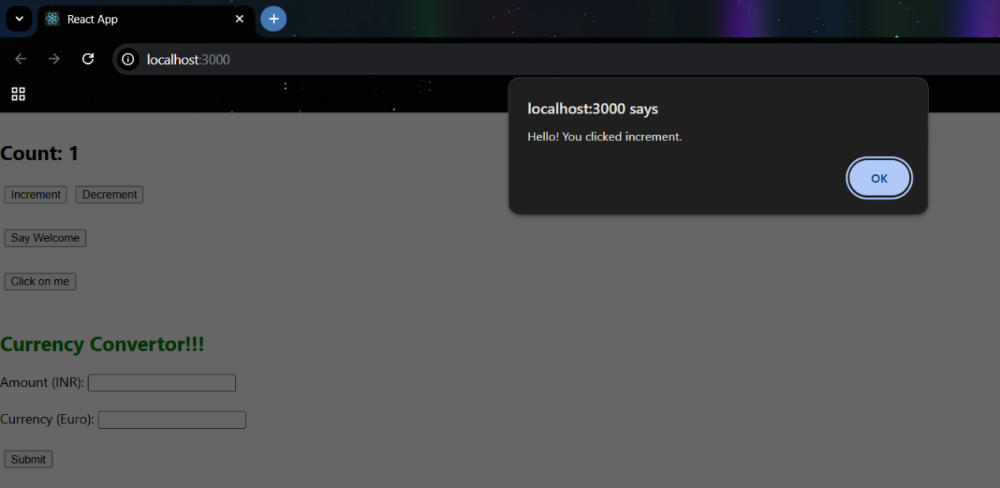 React App
localhost:3000
localhost:3000 says
Hello! You clicked increment.
OK
Count: 1
Increment Decrement
Say Welcome
Click on me
Currency Convertor!!!
Amount (INR):
Currency (Euro):
Submit